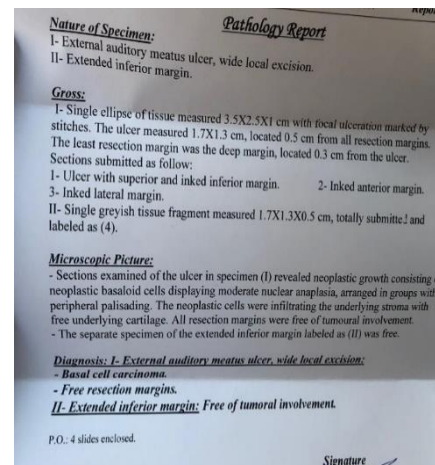 Repor
Pathology Report
Nature of Specimen:
I- External auditory meatus ulcer, wide local excision.
II- Extended inferior margin.
Gross:
I- Single ellipse of tissue measured 3.5X2.5X1 cm with focal ulceration marked by
stitches. The ulcer measured 1.7X1.3 cm, located 0.5 cm from all resection margins.
The least resection margin was the deep margin, located 0.3 cm from the ulcer.
Sections submitted as follow:
1- Ulcer with superior and inked inferior margin. 2- Inked anterior margin.
3- Inked lateral margin.
II- Single greyish tissue fragment measured 1.7X1.3X0.5 cm, totally submitted and
labeled as (4).
Microscopic Picture:
- Sections examined of the ulcer in specimen (I) revealed neoplastic growth consisting
neoplastic basaloid cells displaying moderate nuclear anaplasia, arranged in groups with
peripheral palisading. The neoplastic cells were infiltrating the underlying stroma with
free underlying cartilage. All resection margins were free of tumoural involvement.
- The separate specimen of the extended inferior margin labeled as (II) was free.
Diagnosis: I- External auditory meatus ulcer, wide local excision:
- Basal cell carcinoma.
- Free resection margins.
II- Extended inferior margin: Free of tumoral involvement.
P.O.: 4 slides enclosed.
Signature